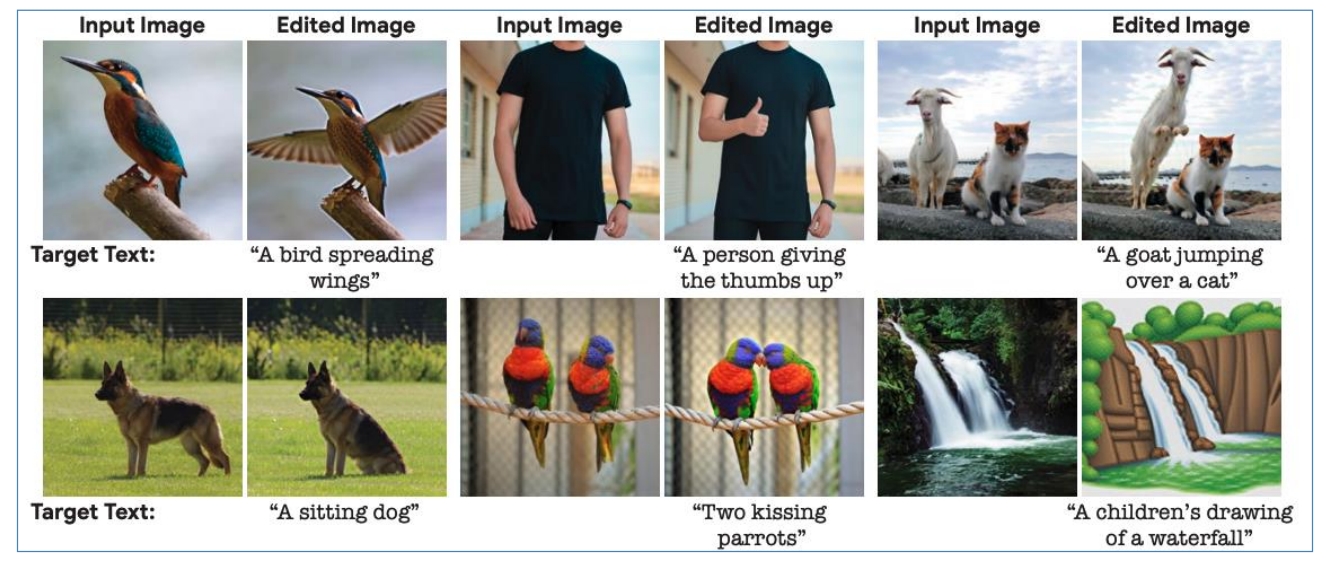 Input Image Edited Image Input Image Edited Image Input Image Edited Image
Target Text: “A bird spreading “A person giving “A goat jumping
wings” the thumbs up” over a cat”
Target Text: “A sitting dog” “Two kissing “A children’s drawing
parrots” of a waterfall”